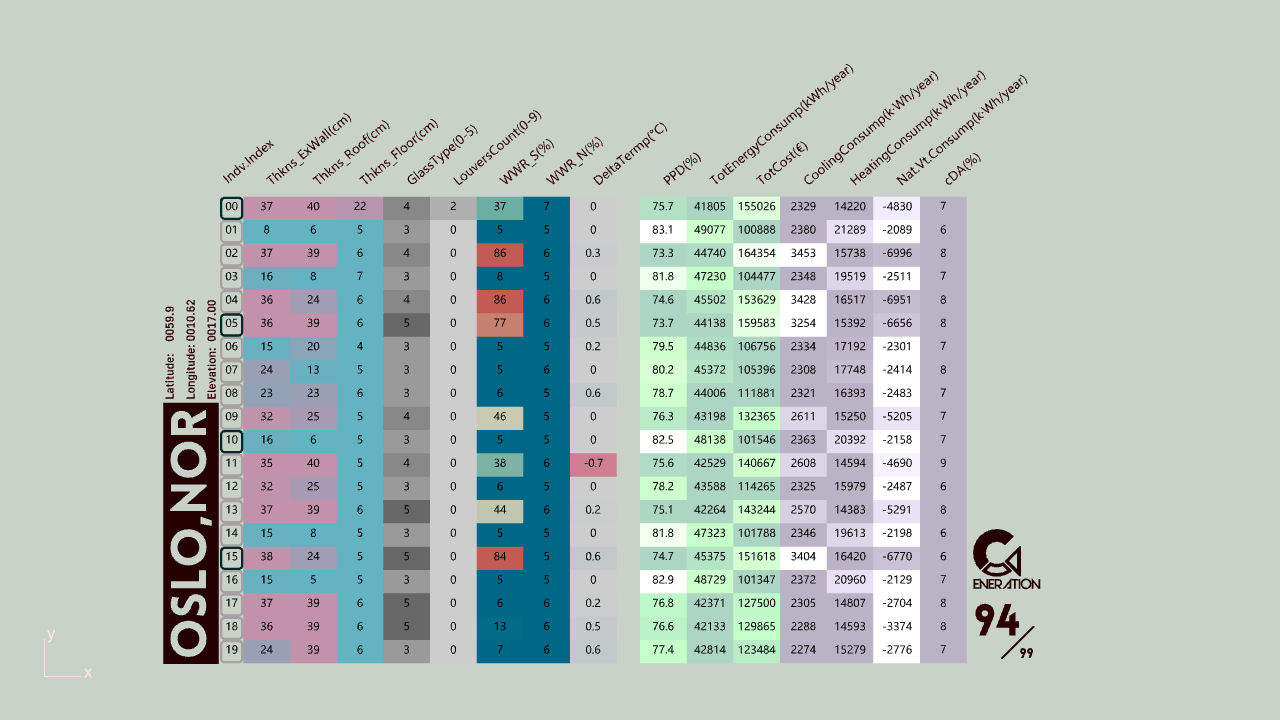 Indv.Index Thkns_ExWall(cm) Thkns_Roof(cm) Thkns_Floor(cm) GlassType(0-5) LouversCount(0-9) WWR_S(%) WWR_N(%) DeltaTermp(°C) PPD(%) TotEnergyConsump(kWh/year) TotCost(€) CoolingConsump(k·Wh/year) HeatingConsump(k·Wh/year) Nat.Vt.Consump(k·Wh/year) cDA(%)
00 37 40 22 4 2 37 7 0 75.7 41805 155026 2329 14220 -4830 7
01 8 6 5 3 0 5 5 0 83.1 49077 100888 2380 21289 -2089 6
02 37 39 6 4 0 86 6 0.3 73.3 44740 164354 3453 15738 -6996 8
03 16 8 7 3 0 8 5 0 81.8 47230 104477 2348 19519 -2511 7
04 36 24 6 4 0 86 6 0.6 74.6 45502 153629 3428 16517 -6951 8
05 36 39 6 5 0 77 6 0.5 73.7 44138 159583 3254 15392 -6656 8
06 15 20 4 3 0 5 5 0.2 79.5 44836 106756 2334 17192 -2301 7
07 24 13 5 3 0 5 6 0 80.2 45372 105396 2308 17748 -2414 8
08 23 23 6 3 0 6 5 0.6 78.7 44006 111881 2321 16393 -2483 7
09 32 25 5 4 0 46 5 0 76.3 43198 132365 2611 15250 -5205 7
10 16 6 5 3 0 5 5 0 82.5 48138 101546 2363 20392 -2158 7
11 35 40 5 4 0 38 6 -0.7 75.6 42529 140667 2608 14594 -4690 9
12 32 25 5 3 0 6 5 0 78.2 43588 114265 2325 15979 -2487 6
13 37 39 6 5 0 44 6 0.2 75.1 42264 143244 2570 14383 -5291 8
14 15 8 5 3 0 5 5 0 81.8 47323 101788 2346 19613 -2198 6
15 38 24 5 5 0 84 5 0.6 74.7 45375 151618 3404 16420 -6770 6
16 15 5 5 3 0 5 5 0 82.9 48729 101347 2372 20960 -2129 7
17 37 39 6 5 0 6 6 0.2 76.8 42371 127500 2305 14807 -2704 8
18 36 39 6 5 0 13 6 0.5 76.6 42133 129865 2288 14593 -3374 8
19 24 39 6 3 0 7 6 0.6 77.4 42814 123484 2274 15279 -2776 7
OSLO,NOR
Latitude: 0059.9
Longitude: 0010.62
Elevation: 0017.00
GENERATION
94/99
y
x